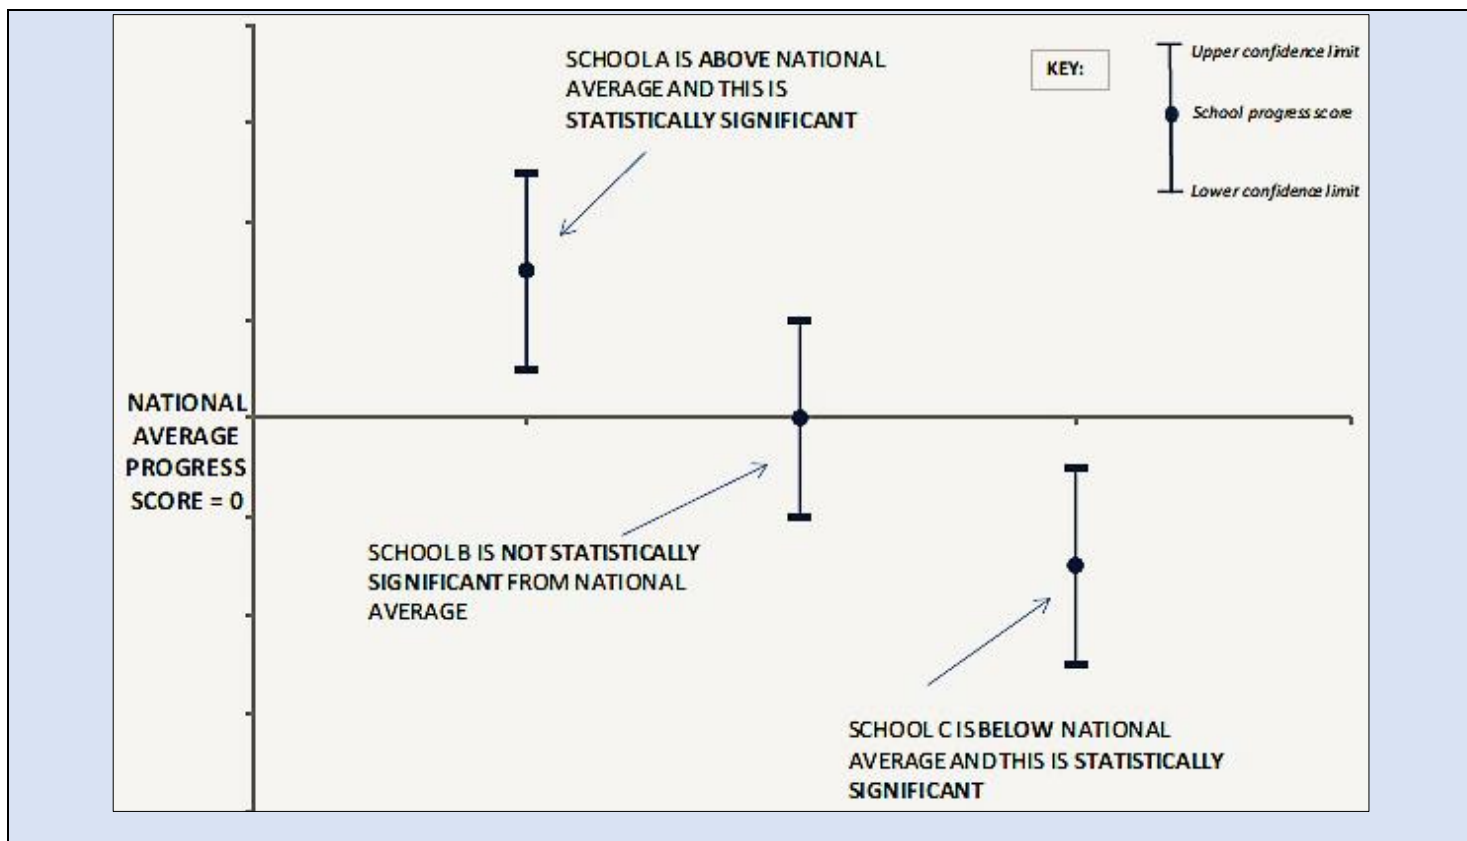 SCHOOL A IS ABOVE NATIONAL
AVERAGE AND THIS IS
STATISTICALLY SIGNIFICANT
KEY:
Upper confidence limit
School progress score
Lower confidence limit
NATIONAL
AVERAGE
PROGRESS
SCORE = 0
SCHOOL B IS NOT STATISTICALLY
SIGNIFICANT FROM NATIONAL
AVERAGE
SCHOOL C IS BELOW NATIONAL
AVERAGE AND THIS IS STATISTICALLY
SIGNIFICANT